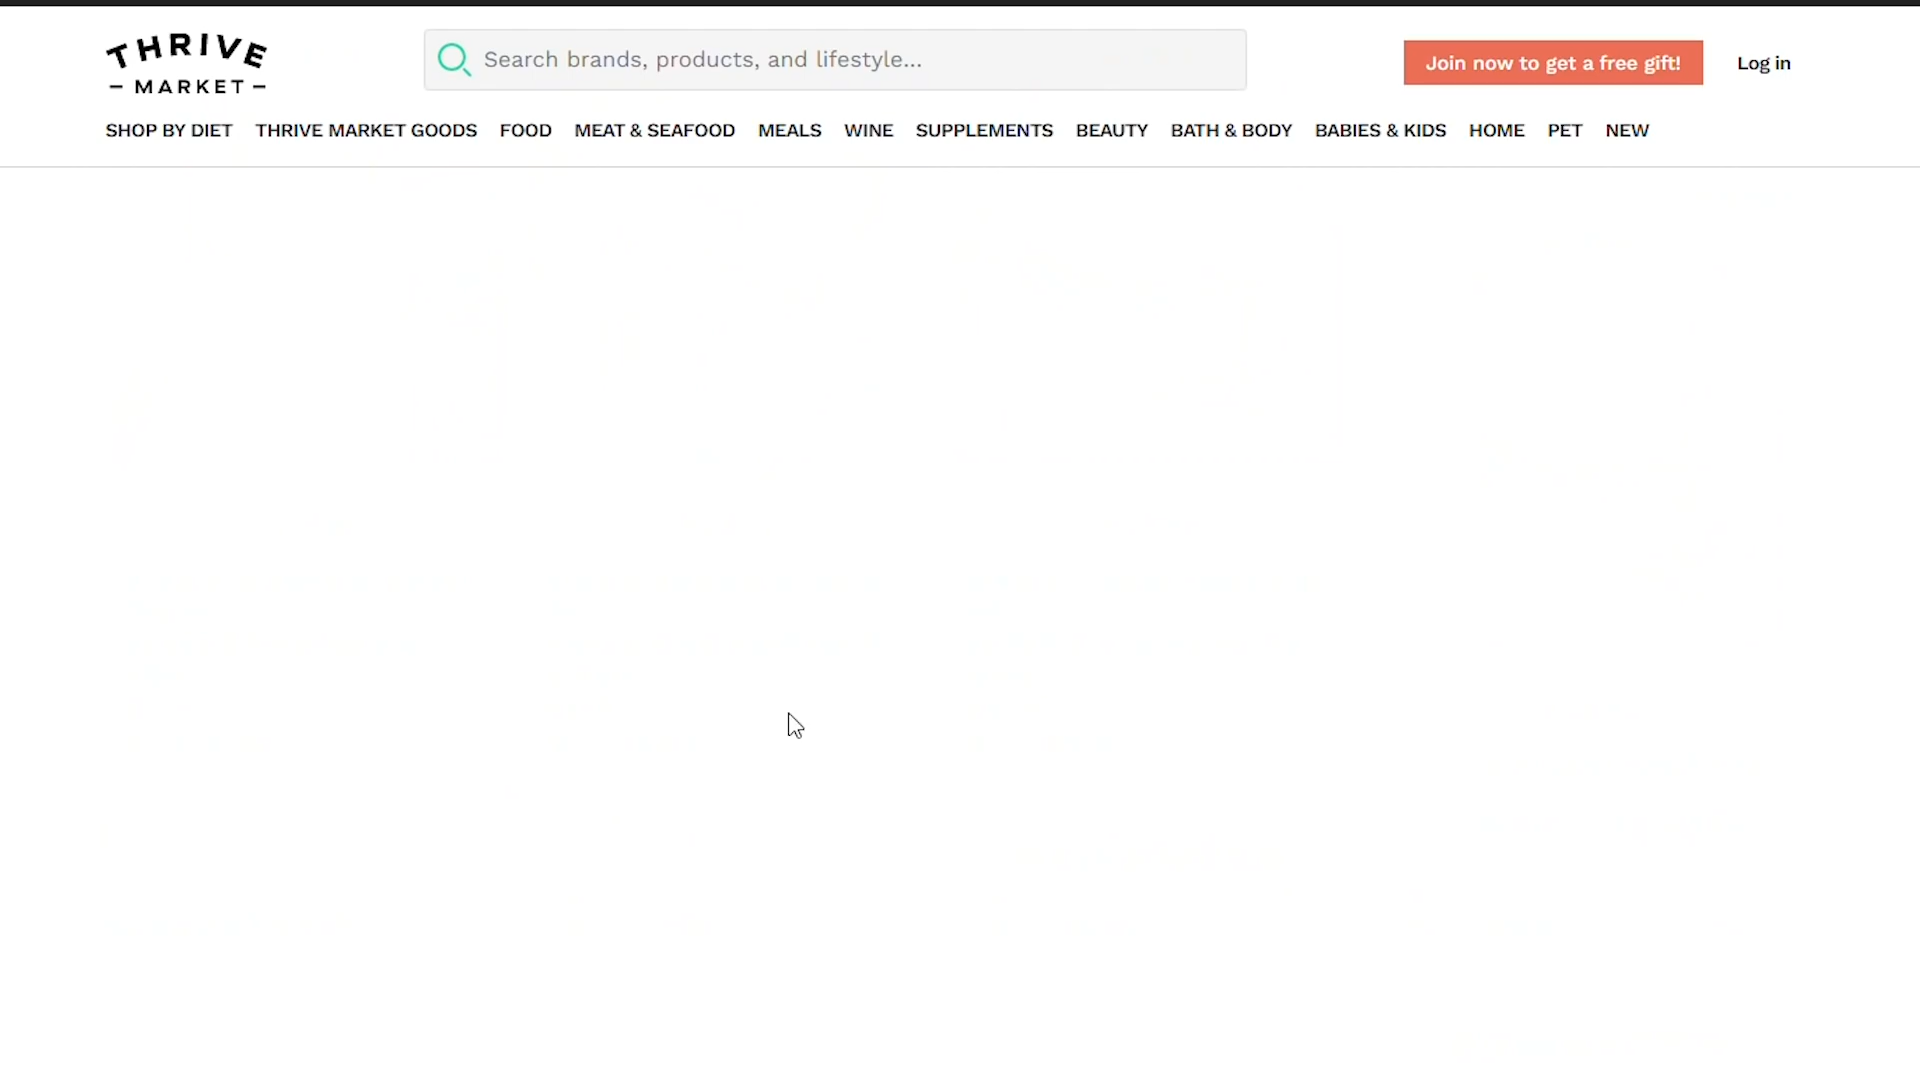 THRIVE
MARKET
Search brands, products, and lifestyle...
Join now to get a free gift!
Log in
SHOP BY DIET THRIVE MARKET GOODS FOOD MEAT & SEAFOOD MEALS WINE SUPPLEMENTS BEAUTY BATH & BODY BABIES & KIDS HOME PET NEW